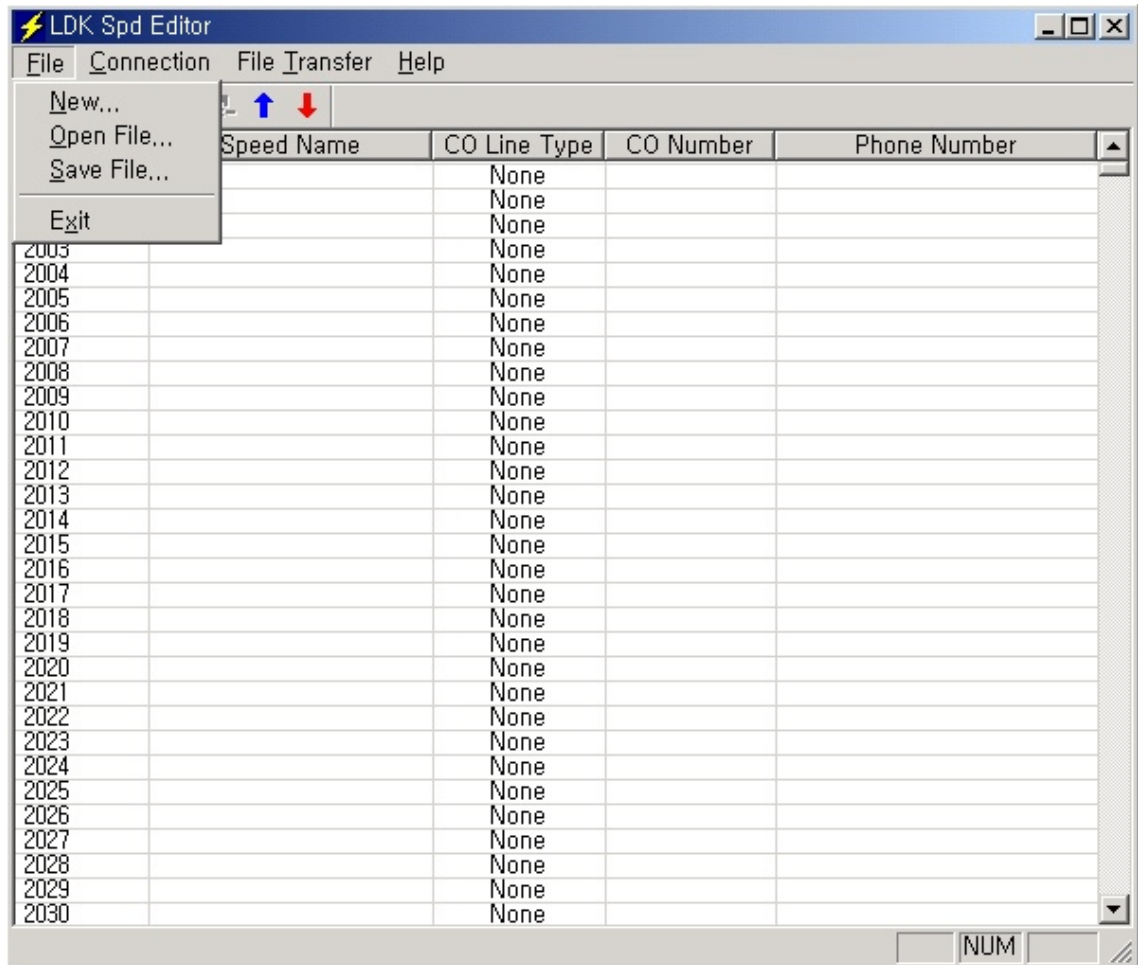 LDK Spd Editor
File Connection File Transfer Help
New...
Open File...
Save File...
Exit
Speed Name CO Line Type CO Number Phone Number
None
None
None
2003 None
2004 None
2005 None
2006 None
2007 None
2008 None
2009 None
2010 None
2011 None
2012 None
2013 None
2014 None
2015 None
2016 None
2017 None
2018 None
2019 None
2020 None
2021 None
2022 None
2023 None
2024 None
2025 None
2026 None
2027 None
2028 None
2029 None
2030 None
NUM